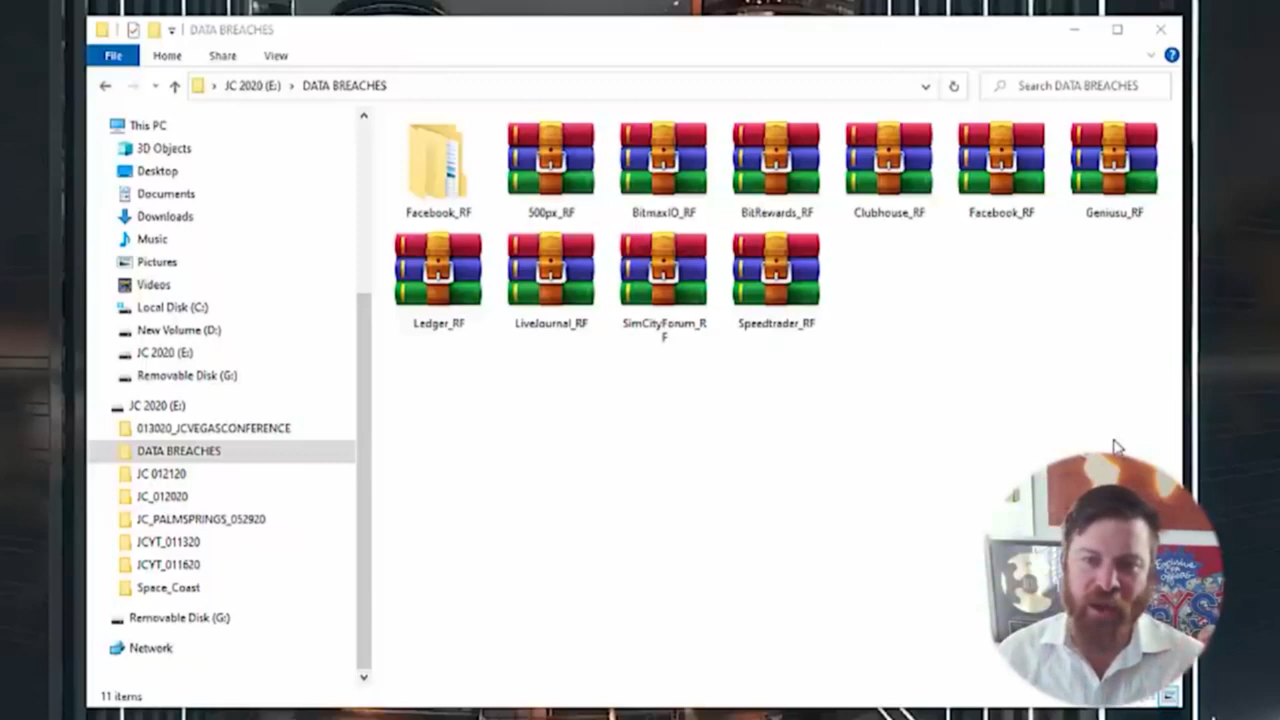 DATA BREACHES
File Home Share View
JC 2020 (E:) DATA BREACHES Search DATA BREACHES
This PC
3D Objects
Desktop
Documents
Downloads
Music
Pictures
Videos
Local Disk (C:)
New Volume (D:)
JC 2020 (E:)
Removable Disk (G:)
JC 2020 (E:)
013020_JCVEGASCONFERENCE
DATA BREACHES
JC 012120
JC_012020
JC_PALMSPRINGS_052920
JCYT_011320
JCYT_011620
Space_Coast
Removable Disk (G:)
Network
Facebook_RF 500px_RF BitmaxIO_RF BitRewards_RF Clubhouse_RF Facebook_RF Geniusu_RF
Ledger_RF LiveJournal_RF SimCityForum_R Speedtrader_RF
F
11 items